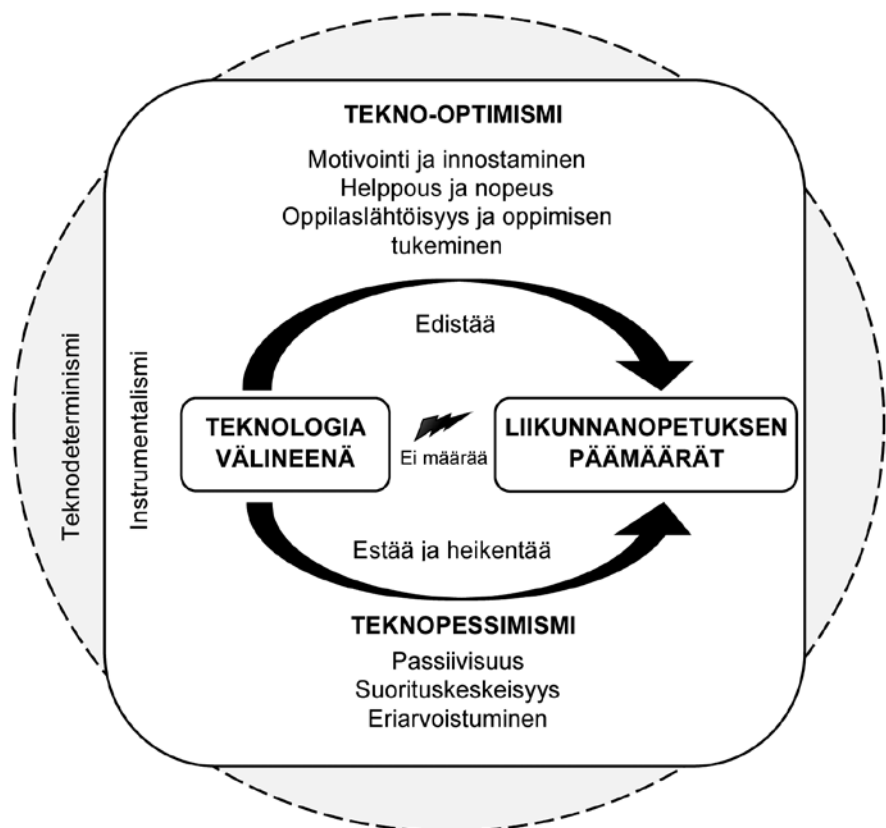 TEKNO-OPTIMISMI
Motivointi ja innostaminen
Helppous ja nopeus
Oppilaslähtöisyys ja oppimisen
tukeminen
Edistää
Teknodeterminismi
Instrumentalismi
TEKNOLOGIA
VÄLINEENÄ
Ei määrää
LIIKUNNANOPETUKSEN
PÄÄMÄÄRÄT
Estää ja heikentää
TEKNOPESSIMISMI
Passiivisuus
Suorituskeskeisyys
Eriarvoistuminen